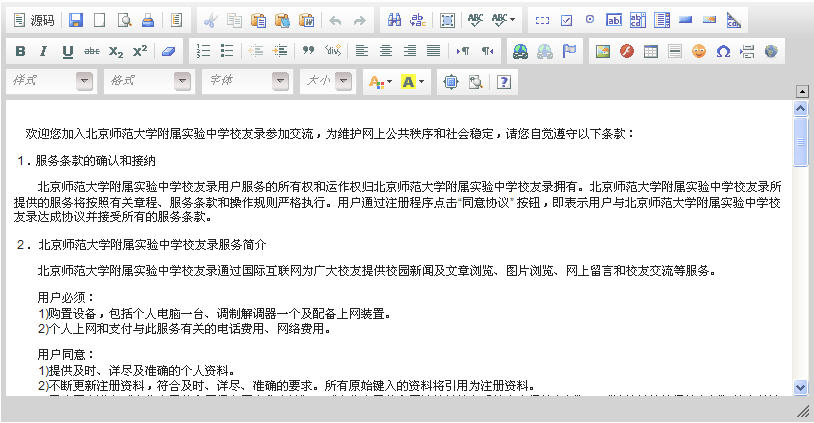 源码
样式 格式 字体 大小
欢迎您加入北京师范大学附属实验中学校友录参加交流，为维护网上公共秩序和社会稳定，请您自觉遵守以下条款：
1．服务条款的确认和接纳
北京师范大学附属实验中学校友录用户服务的所有权和运作权归北京师范大学附属实验中学校友录拥有。北京师范大学附属实验中学校友录所
提供的服务将按照有关章程、服务条款和操作规则严格执行。用户通过注册程序点击“同意协议” 按钮，即表示用户与北京师范大学附属实验中学校
友录达成协议并接受所有的服务条款。
2． 北京师范大学附属实验中学校友录服务简介
北京师范大学附属实验中学校友录通过国际互联网为广大校友提供校园新闻及文章浏览、图片浏览、网上留言和校友交流等服务。
用户必须：
1)购置设备，包括个人电脑一台、调制解调器一个及配备上网装置。
2)个人上网和支付与此服务有关的电话费用、网络费用。
用户同意：
1)提供及时、详尽及准确的个人资料。
2)不断更新注册资料，符合及时、详尽、准确的要求。所有原始键入的资料将引用为注册资料。